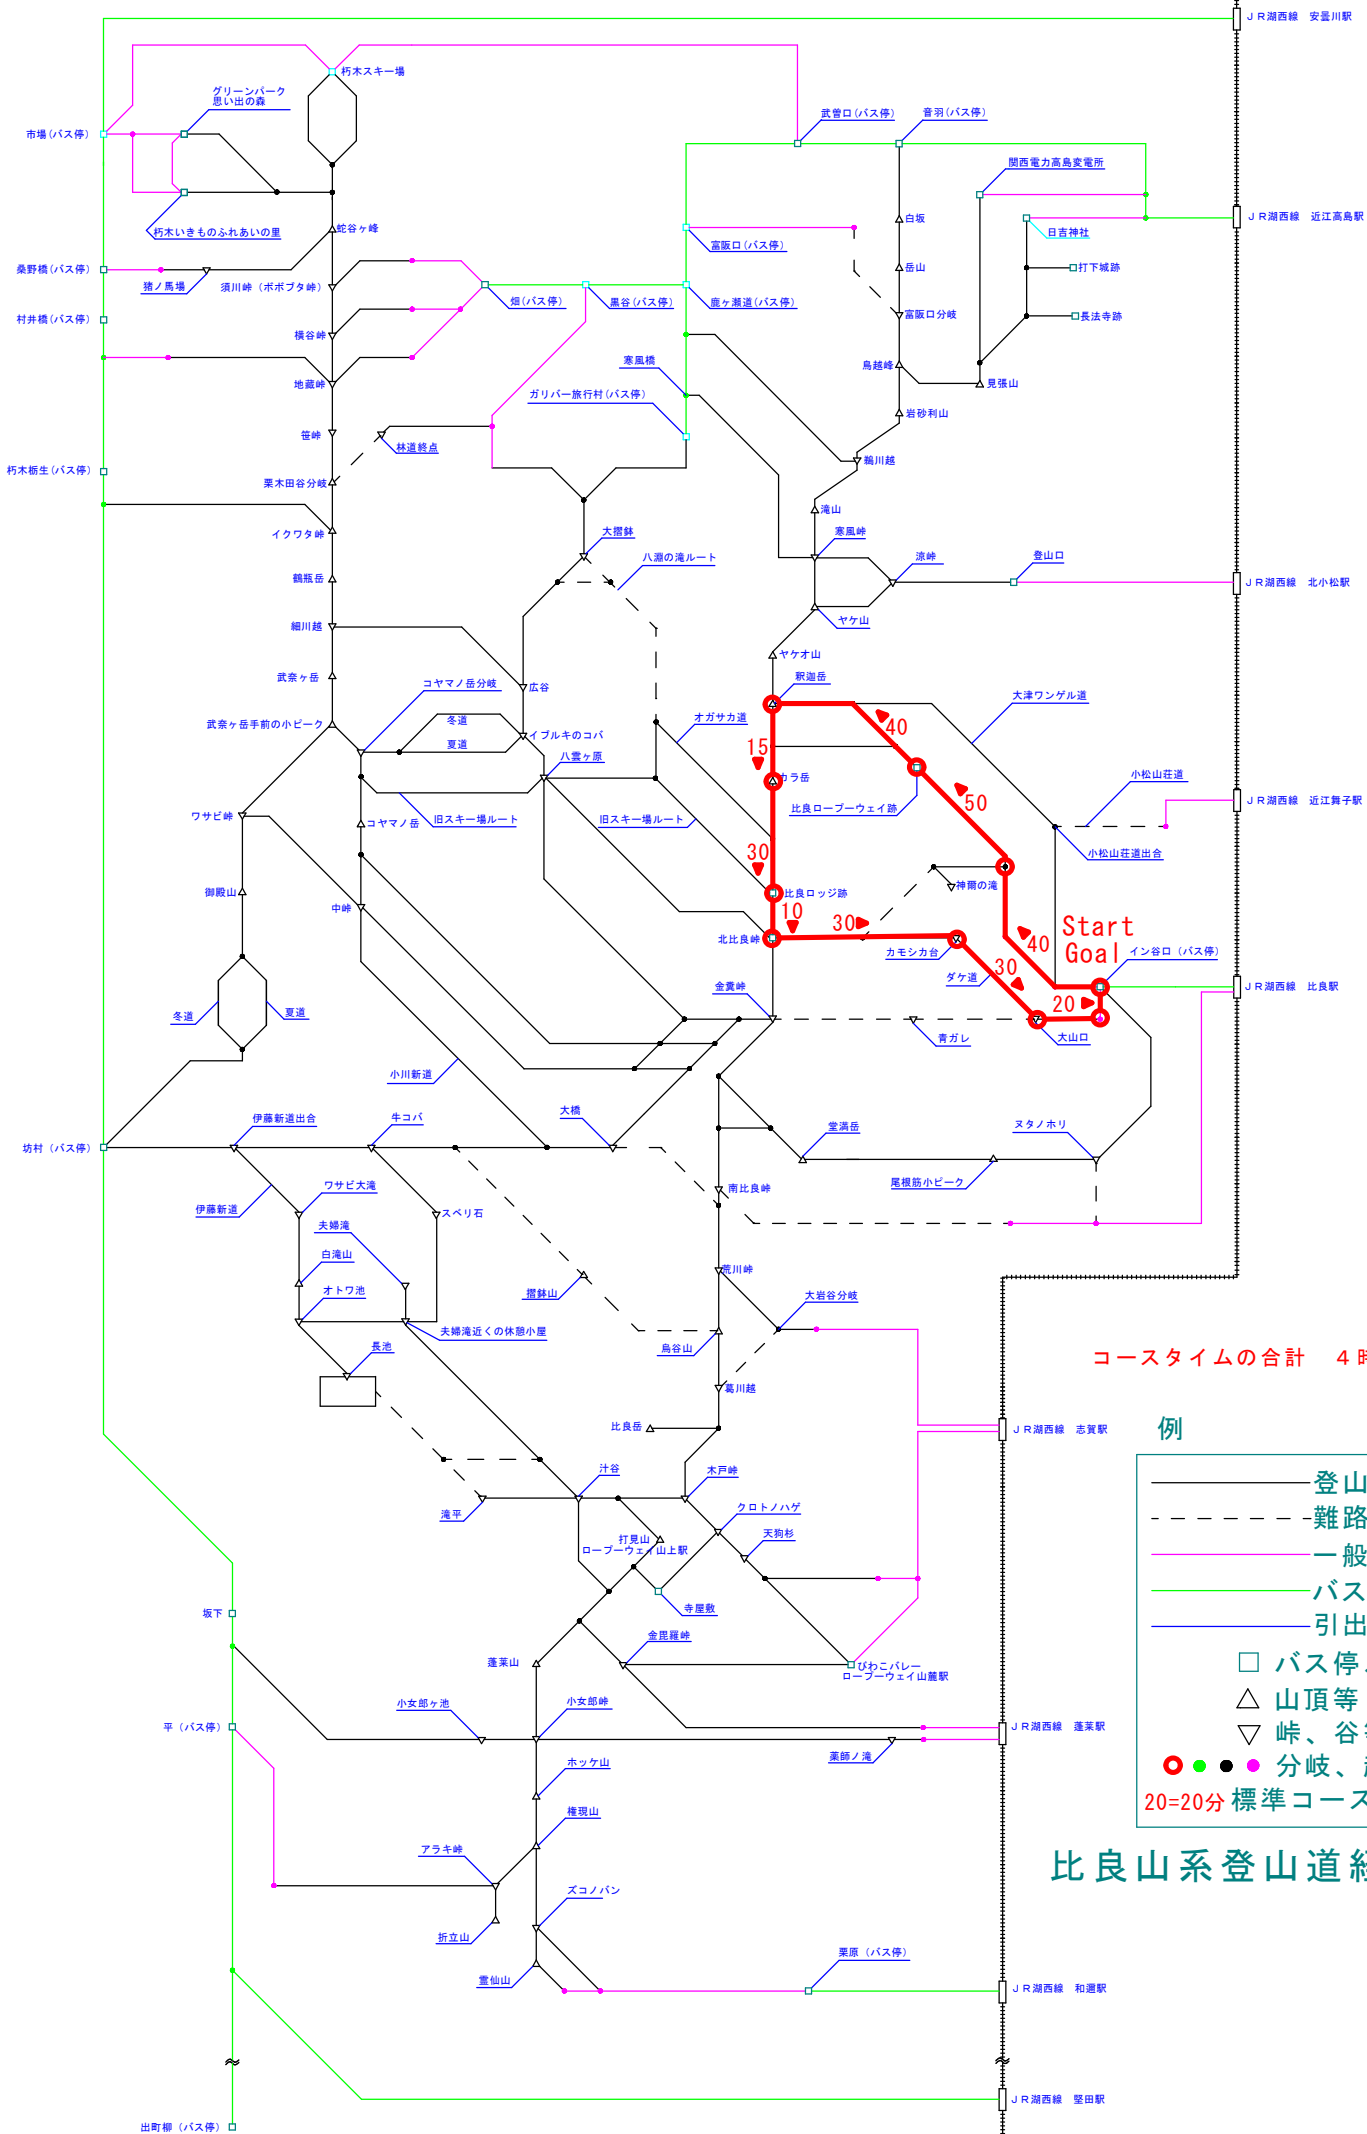 JR湖西線 安曇川駅
朽木スキー場
グリーンパーク
思い出の森
武曽口(バス停)
音羽(バス停)
市場(バス停)
関西電力高島変電所
白坂
JR湖西線 近江高島駅
朽木いきものふれあいの里
蛇谷ヶ峰
富阪口(バス停)
日吉神社
桑野橋(バス停)
猪ノ馬場
須川峠(ボボブタ峠)
畑(バス停)
黒谷(バス停)
鹿ヶ瀬道(バス停)
岳山
打下城跡
村井橋(バス停)
横谷峠
富阪口分岐
長法寺跡
寒風橋
鳥越峰
地蔵峠
ガリバー旅行村(バス停)
見張山
岩砂利山
笹峠
林道終点
鵜川越
朽木栃生(バス停)
栗木田谷分岐
滝山
イクワタ峠
大摺鉢
寒風峠
八淵の滝ルート
涼峠
登山口
釣瓶岳
JR湖西線 北小松駅
細川越
ヤケ山
ヤケオ山
武奈ヶ岳
コヤマノ岳分岐
広谷
釈迦岳
大津ワンゲル道
武奈ヶ岳手前の小ピーク
冬道
オガサカ道
40
イブルキのコバ
夏道
15
八雲ヶ原
カラ岳
小松山荘道
比良ロープーウェイ跡
50
JR湖西線 近江舞子駅
ワサビ峠
コヤマノ岳
旧スキー場ルート
旧スキー場ルート
30
小松山荘道出合
御殿山
比良ロッジ跡
神爾の滝
中峠
10
30
Start
Goal
北比良峠
カモシカ台
40
イン谷口(バス停)
ダケ道
30
JR湖西線 比良駅
金糞峠
20
冬道
夏道
青ガレ
大山口
小川新道
伊藤新道出合
牛コバ
大橋
堂満岳
ヌタノホリ
坊村(バス停)
尾根筋小ピーク
伊藤新道
ワサビ大滝
スベリ石
南比良峠
夫婦滝
白滝山
荒川峠
オトワ池
摺鉢山
大岩谷分岐
夫婦滝近くの休憩小屋
長池
烏谷山
コースタイムの合計 4時
葛川越
比良岳
JR湖西線 志賀駅
例
汁谷
木戸峠
登山
滝平
クロトノハゲ
難路
打見山
ロープーウェイ山上駅
天狗杉
一般
バス
坂下
寺屋敷
引出
金毘羅峠
蓬莱山
びわこバレー
ロープーウェイ山麓駅
バス停
小女郎ヶ池
小女郎峠
山頂等
平(バス停)
JR湖西線 蓬莱駅
薬師ノ滝
峠、谷等
ホッケ山
分岐、
20=20分 標準コース
権現山
アラキ峠
比良山系登山道経
ズコノバン
折立山
栗原(バス停)
霊仙山
JR湖西線 和邇駅
JR湖西線 堅田駅
出町柳(バス停)